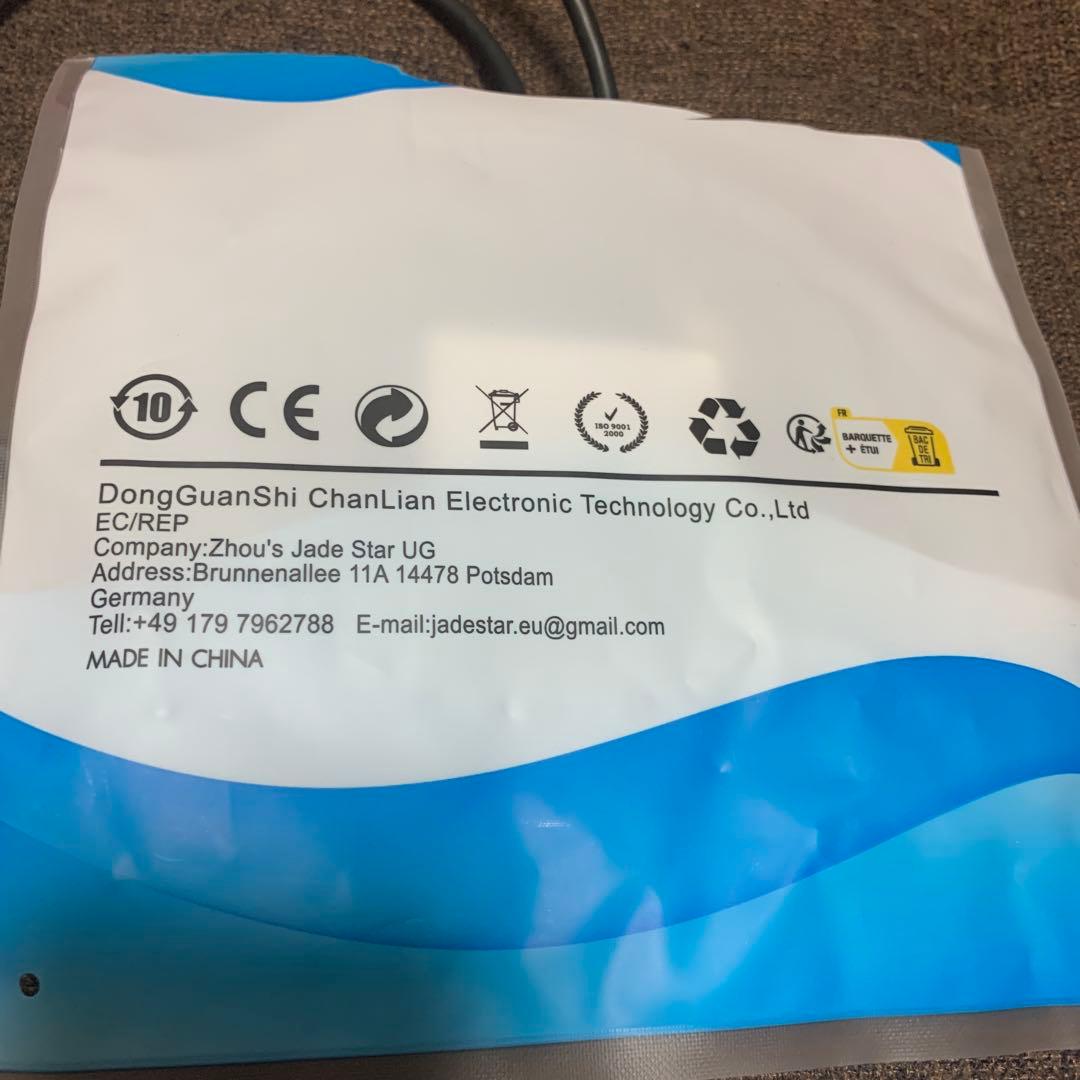 10 CE ISO 9001 2000 FR BARQUETTE + ÉTUI BAC DE TRI
DongGuanShi ChanLian Electronic Technology Co.,Ltd
EC/REP
Company:Zhou's Jade Star UG
Address:Brunnenallee 11A 14478 Potsdam
Germany
Tell:+49 179 7962788 E-mail:jadestar.eu@gmail.com
MADE IN CHINA